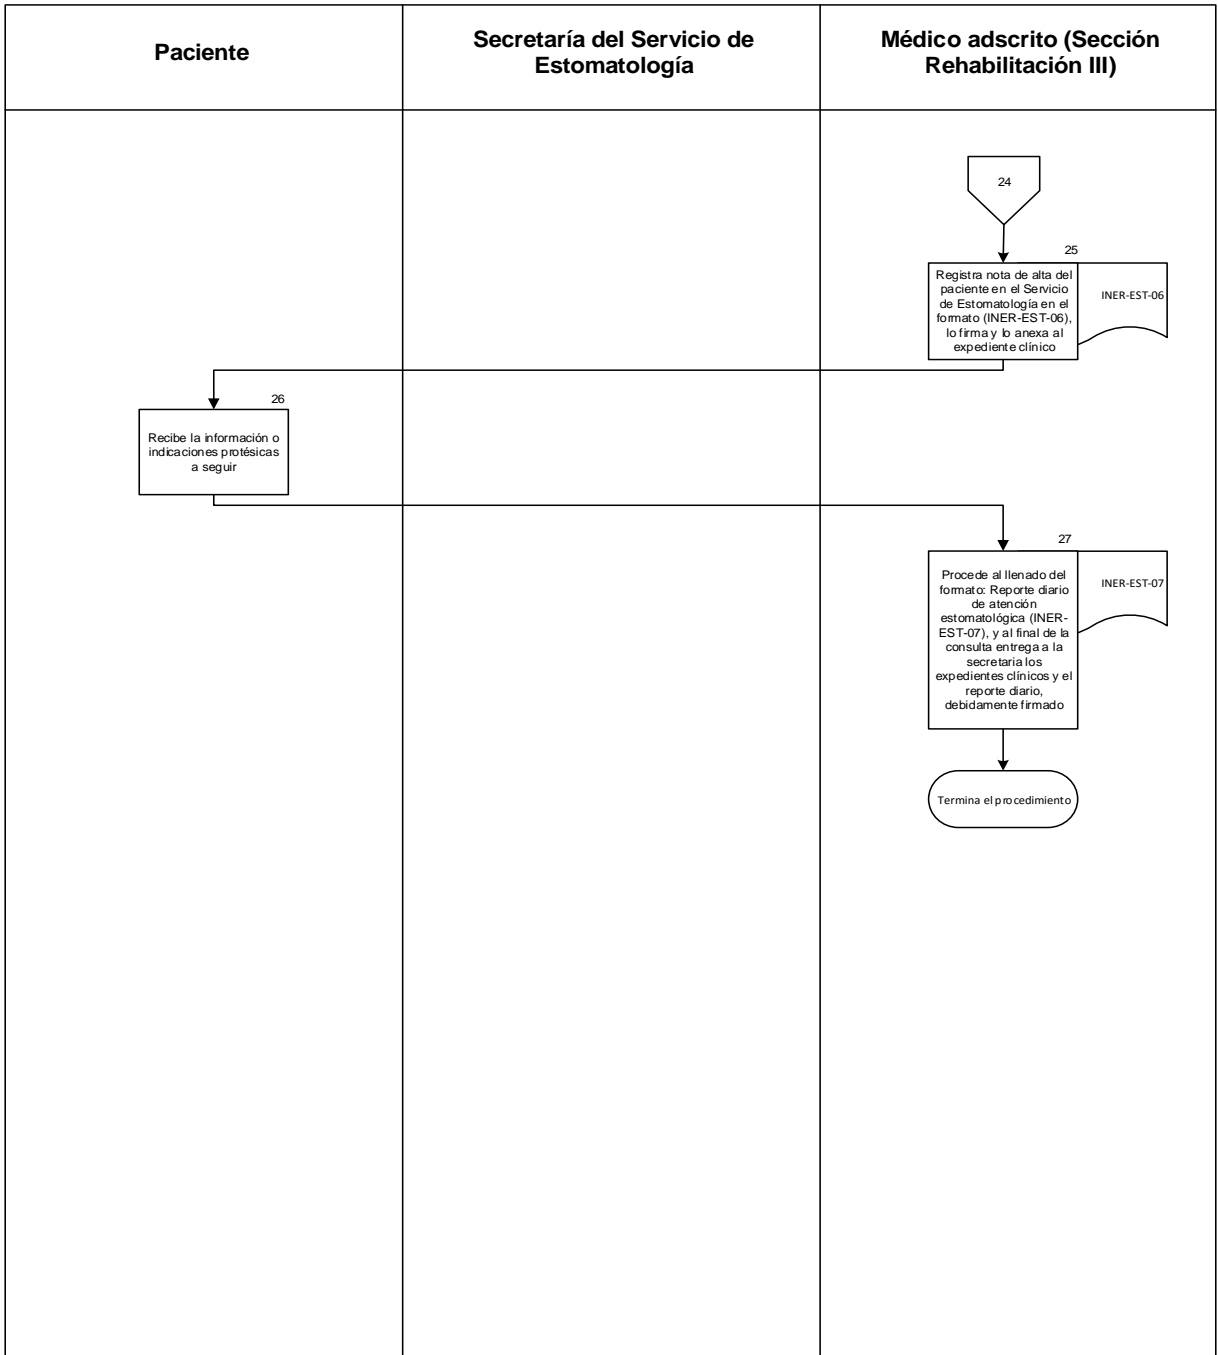 Paciente
Secretaría del Servicio de
Estomatología
Médico adscrito (Sección
Rehabilitación III)
24
25
Registra nota de alta del
paciente en el Servicio
de Estomatología en el
formato (INER-EST-06),
lo firma y lo anexa al
expediente clínico
INER-EST-06
26
Recibe la información o
indicaciones protésicas
a seguir
27
Procede al llenado del
formato: Reporte diario
de atención
estomatológica (INER-
EST-07), y al final de la
consulta entrega a la
secretaria los
expedientes clínicos y el
reporte diario,
debidamente firmado
INER-EST-07
Termina el procedimiento